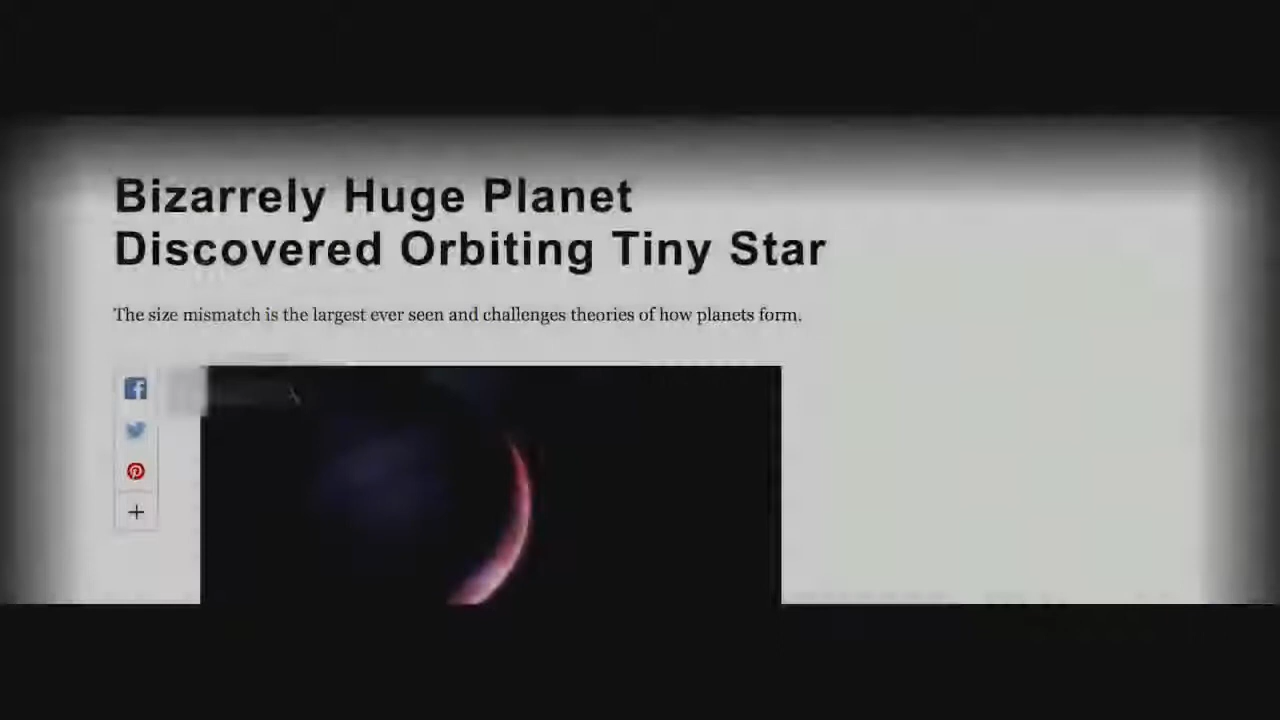 Bizarrely Huge Planet
Discovered Orbiting Tiny Star
The size mismatch is the largest ever seen and challenges theories of how planets form.